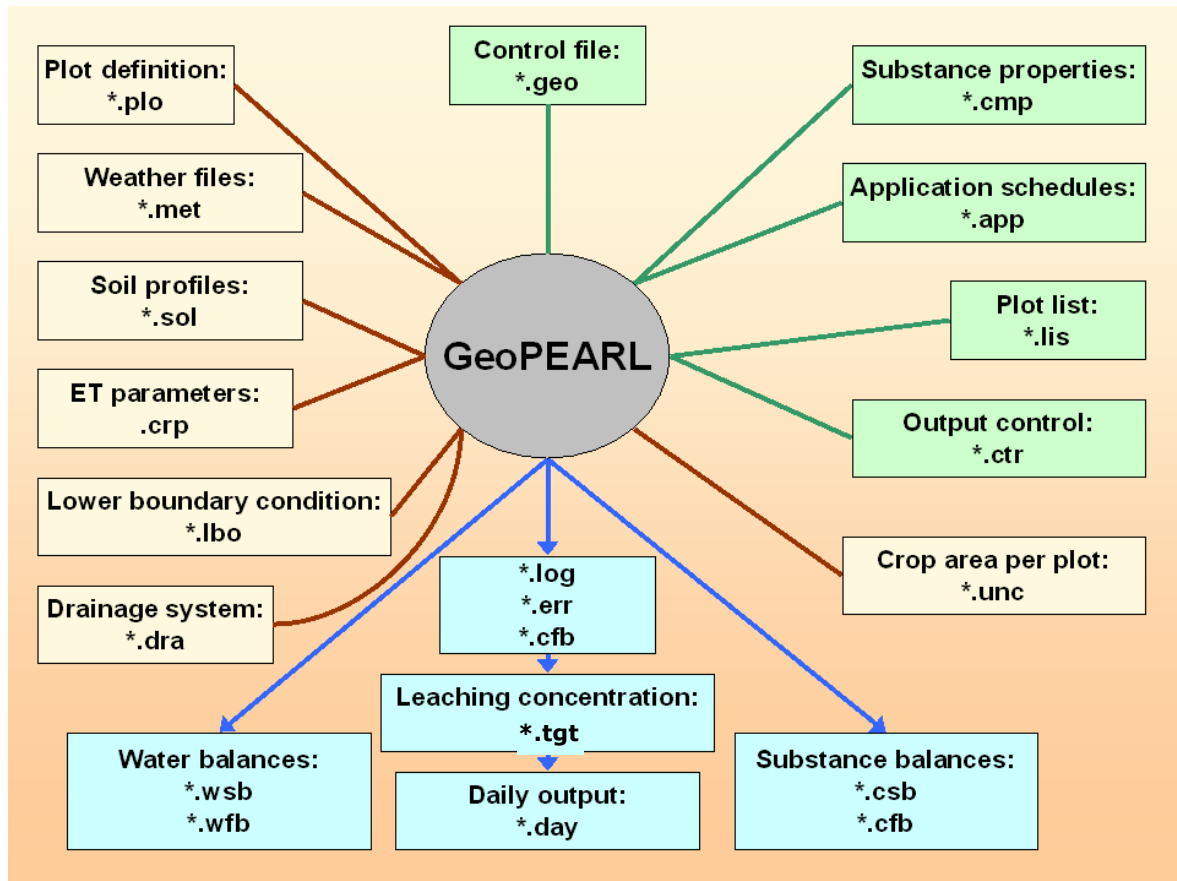 Plot definition:
*.plo
Control file:
*.geo
Substance properties:
*.cmp
Weather files:
*.met
Application schedules:
*.app
Soil profiles:
*.sol
Plot list:
*.lis
GeoPEARL
ET parameters:
.crp
Output control:
*.ctr
Lower boundary condition:
*.lbo
Crop area per plot:
*.unc
Drainage system:
*.dra
*.log
*.err
*.cfb
Leaching concentration:
*.tgt
Water balances:
*.wsb
*.wfb
Daily output:
*.day
Substance balances:
*.csb
*.cfb